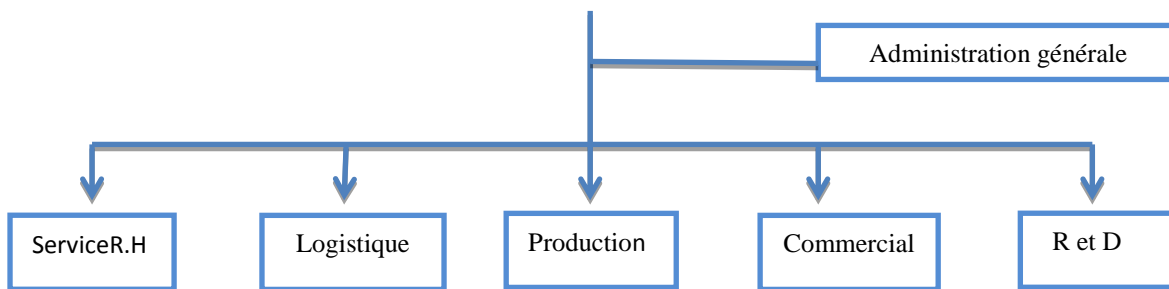 Administration générale
ServiceR.H
Logistique
Production
Commercial
R et D